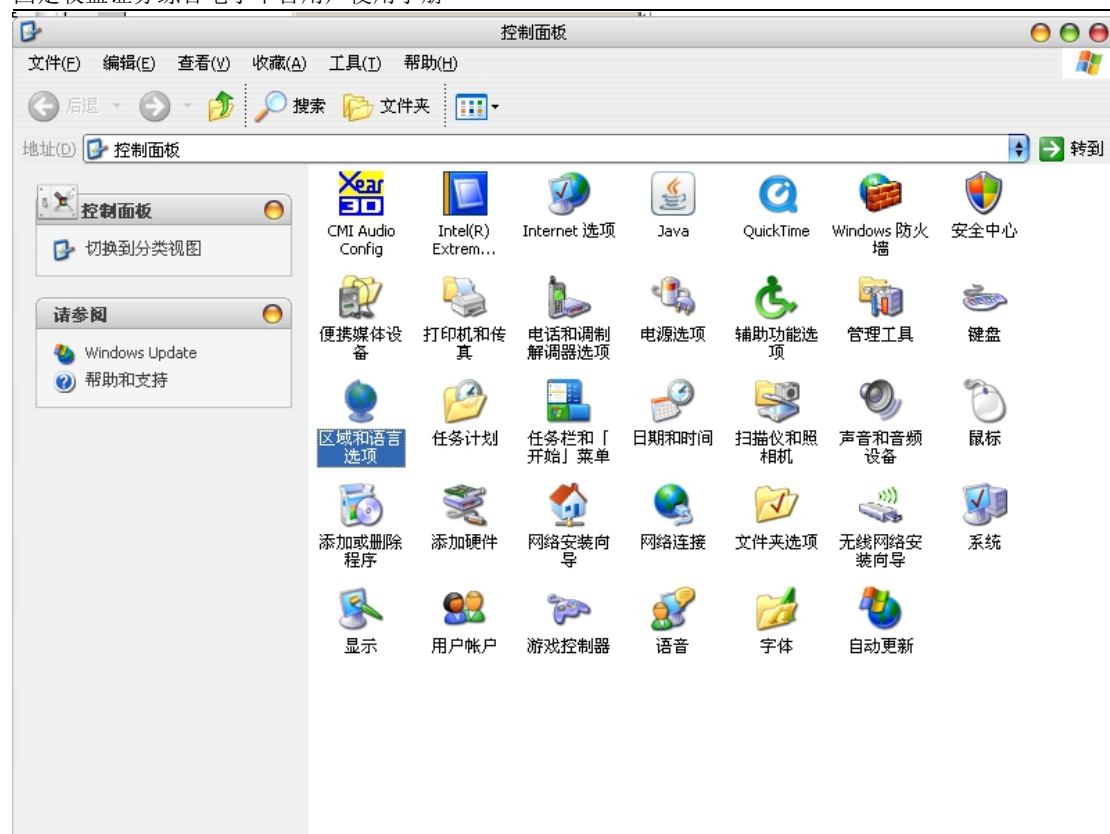 控制面板
文件(F) 编辑(E) 查看(V) 收藏(A) 工具(T) 帮助(H)
后退 搜索 文件夹
地址(D) 控制面板 转到
控制面板
切换到分类视图
请参阅
Windows Update
帮助和支持
Xear
3D
CMI Audio
Config
Intel(R)
Extrem...
Internet 选项
Java
QuickTime
Windows 防火
墙
安全中心
便携媒体设
备
打印机和传
真
电话和调制
解调器选项
电源选项
辅助功能选
项
管理工具
键盘
区域和语言
选项
任务计划
任务栏和「
开始」菜单
日期和时间
扫描仪和照
相机
声音和音频
设备
鼠标
添加或删除
程序
添加硬件
网络安装向
导
网络连接
文件夹选项
无线网络安
装向导
系统
显示
用户帐户
游戏控制器
语音
字体
自动更新